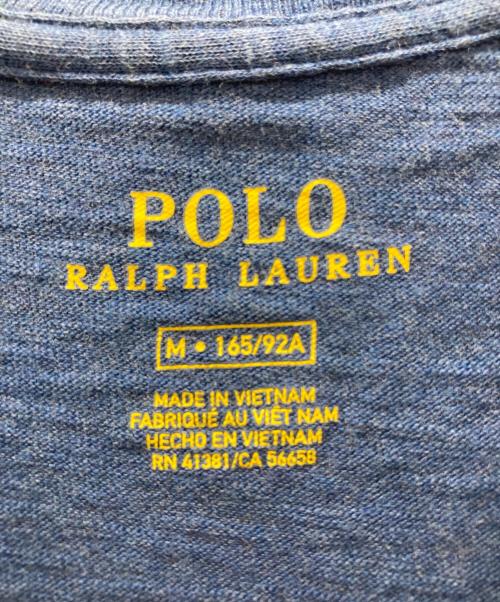 POLO
RALPH LAUREN
M • 165/92A
MADE IN VIETNAM
FABRIQUÉ AU VIÊT NAM
HECHO EN VIETNAM
RN 41381/CA 56658